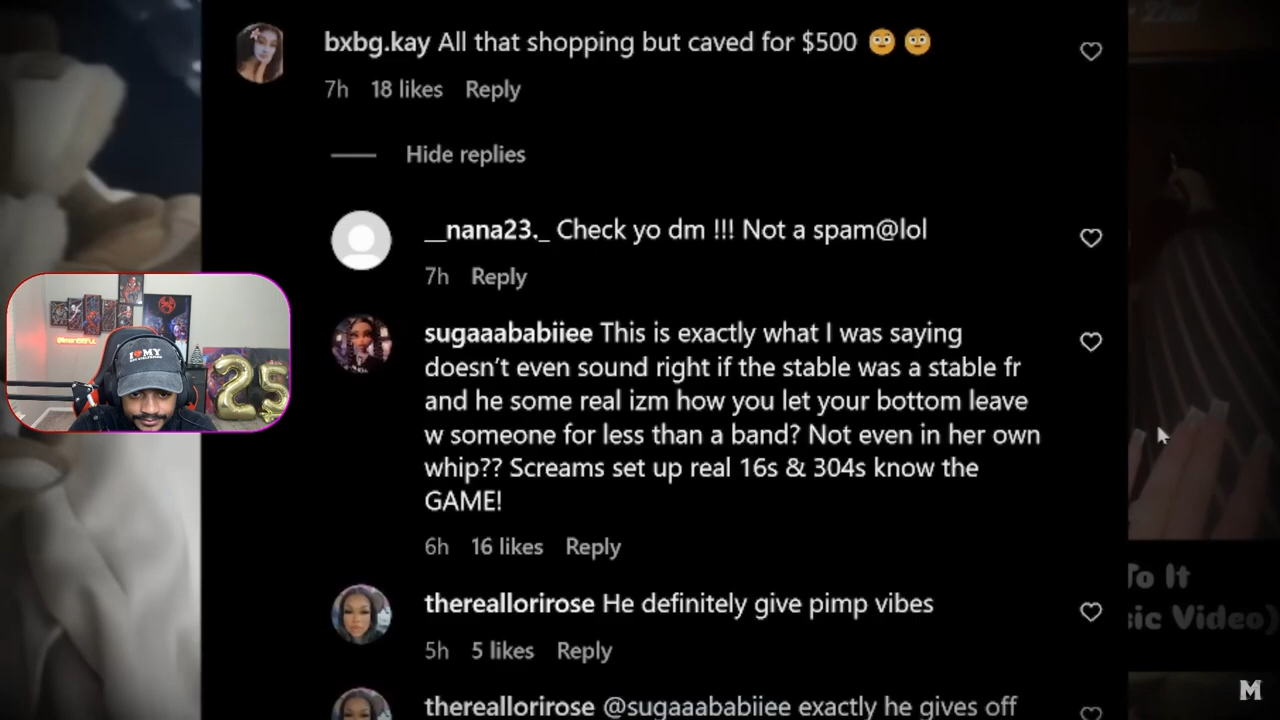 bxbg.kay All that shopping but caved for $500 🥺 🥺
7h 18 likes Reply
Hide replies
__nana23._ Check yo dm !!! Not a spam@lol
7h Reply
sugaaababiiee This is exactly what I was saying
doesn't even sound right if the stable was a stable fr
and he some real izm how you let your bottom leave
w someone for less than a band? Not even in her own
whip?? Screams set up real 16s & 304s know the
GAME!
6h 16 likes Reply
thereallorirose He definitely give pimp vibes
5h 5 likes Reply
thereallorirose @sugaaababiiee exactly he gives off
I ♥ MY
25
To It
sic Video)
M